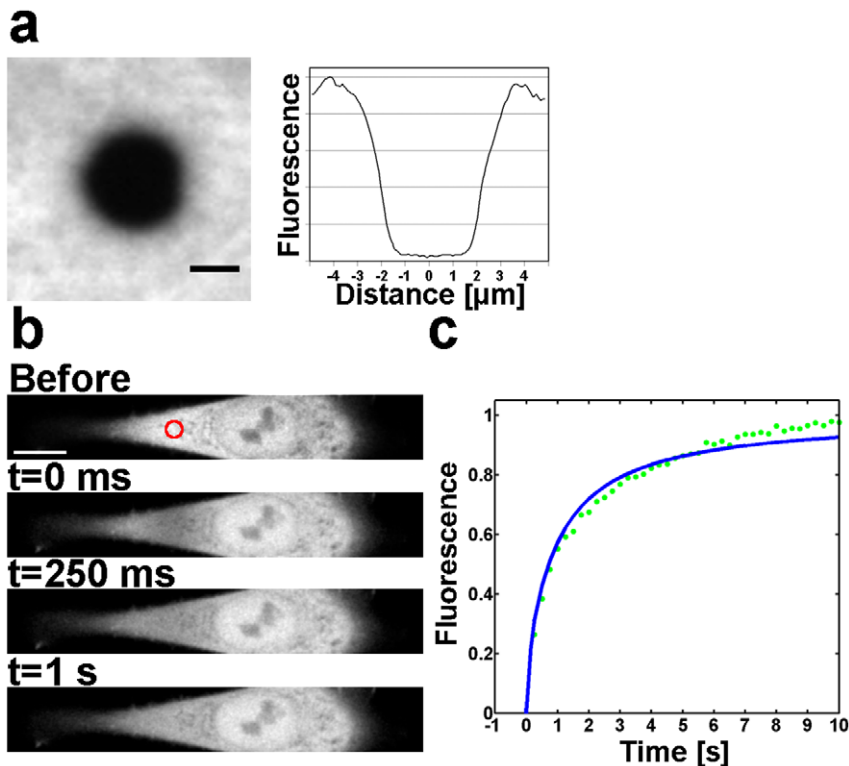 a
Fluorescence
-4 -3 -2 -1 0 1 2 3 4
Distance [µm]
b
Before
t=0 ms
t=250 ms
t=1 s
c
Fluorescence
1
0.8
0.6
0.4
0.2
0
-1 0 1 2 3 4 5 6 7 8 9 10
Time [s]